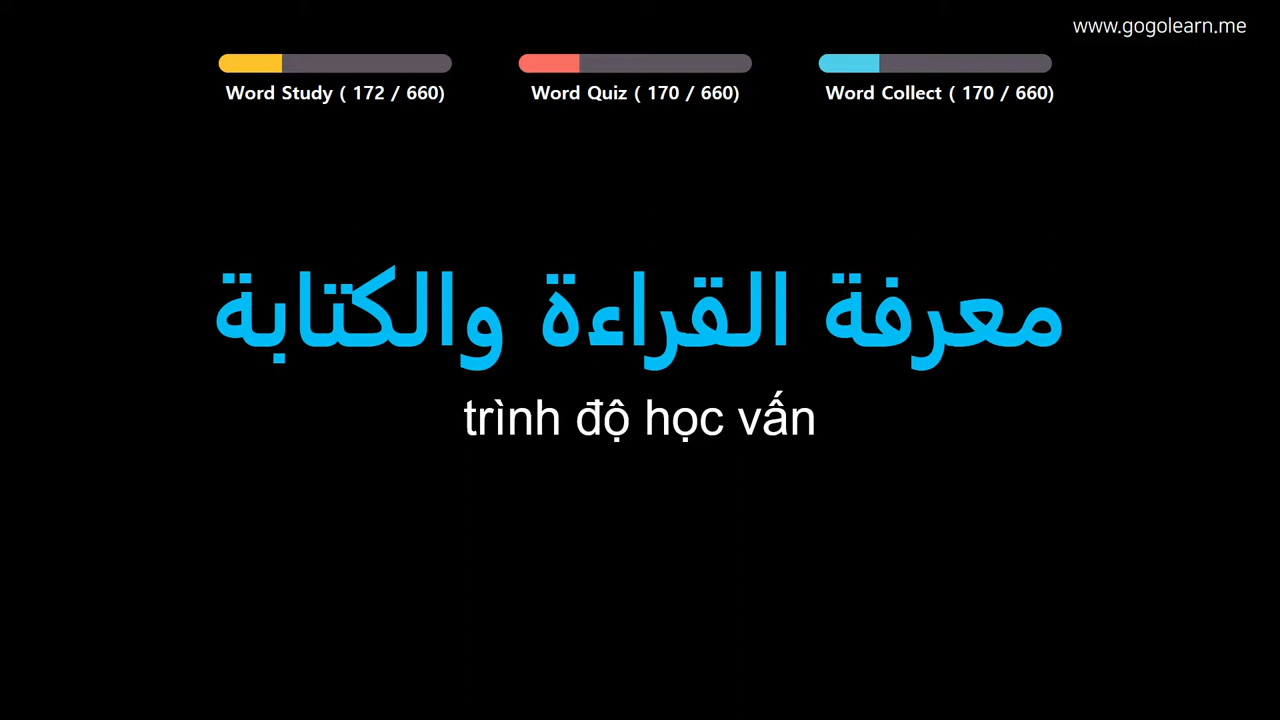 www.gogolearn.me
Word Study ( 172 / 660)
Word Quiz ( 170 / 660)
Word Collect ( 170 / 660)
معرفة القراءة والكتابة
trình độ học vấn